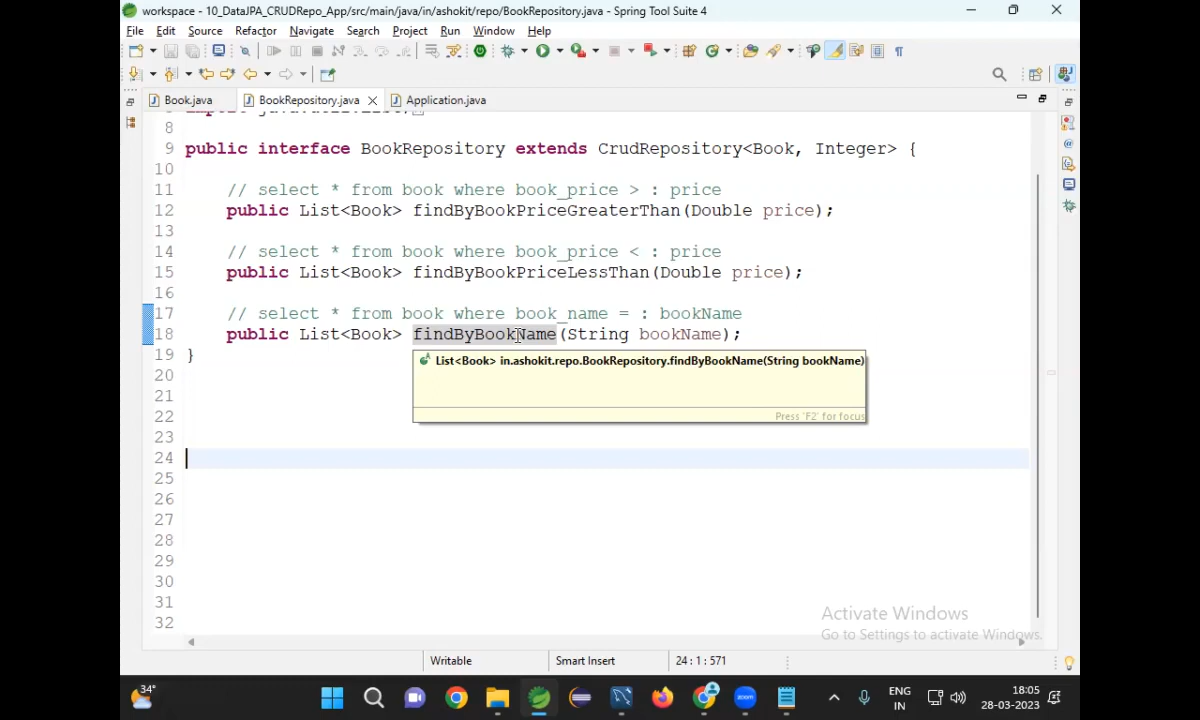 workspace - 10_DataJPA_CRUDRepo_App/src/main/java/in/ashokit/repo/BookRepository.java - Spring Tool Suite 4
File Edit Source Refactor Navigate Search Project Run Window Help
Book.java BookRepository.java Application.java
8
9 public interface BookRepository extends CrudRepository<Book, Integer> {
10
11 // select * from book where book_price > : price
12 public List<Book> findByBookPriceGreaterThan(Double price);
13
14 // select * from book where book_price < : price
15 public List<Book> findByBookPriceLessThan(Double price);
16
17 // select * from book where book_name = : bookName
18 public List<Book> findByBookName(String bookName);
19 }
List<Book> in.ashokit.repo.BookRepository.findByBookName(String bookName)
20
21
22
Press 'F2' for focus
23
24
25
26
27
28
29
30
31
32
Activate Windows
Go to Settings to activate Windows.
Writable Smart Insert 24 : 1 : 571
34°
zoom
ENG
IN
18:05
28-03-2023